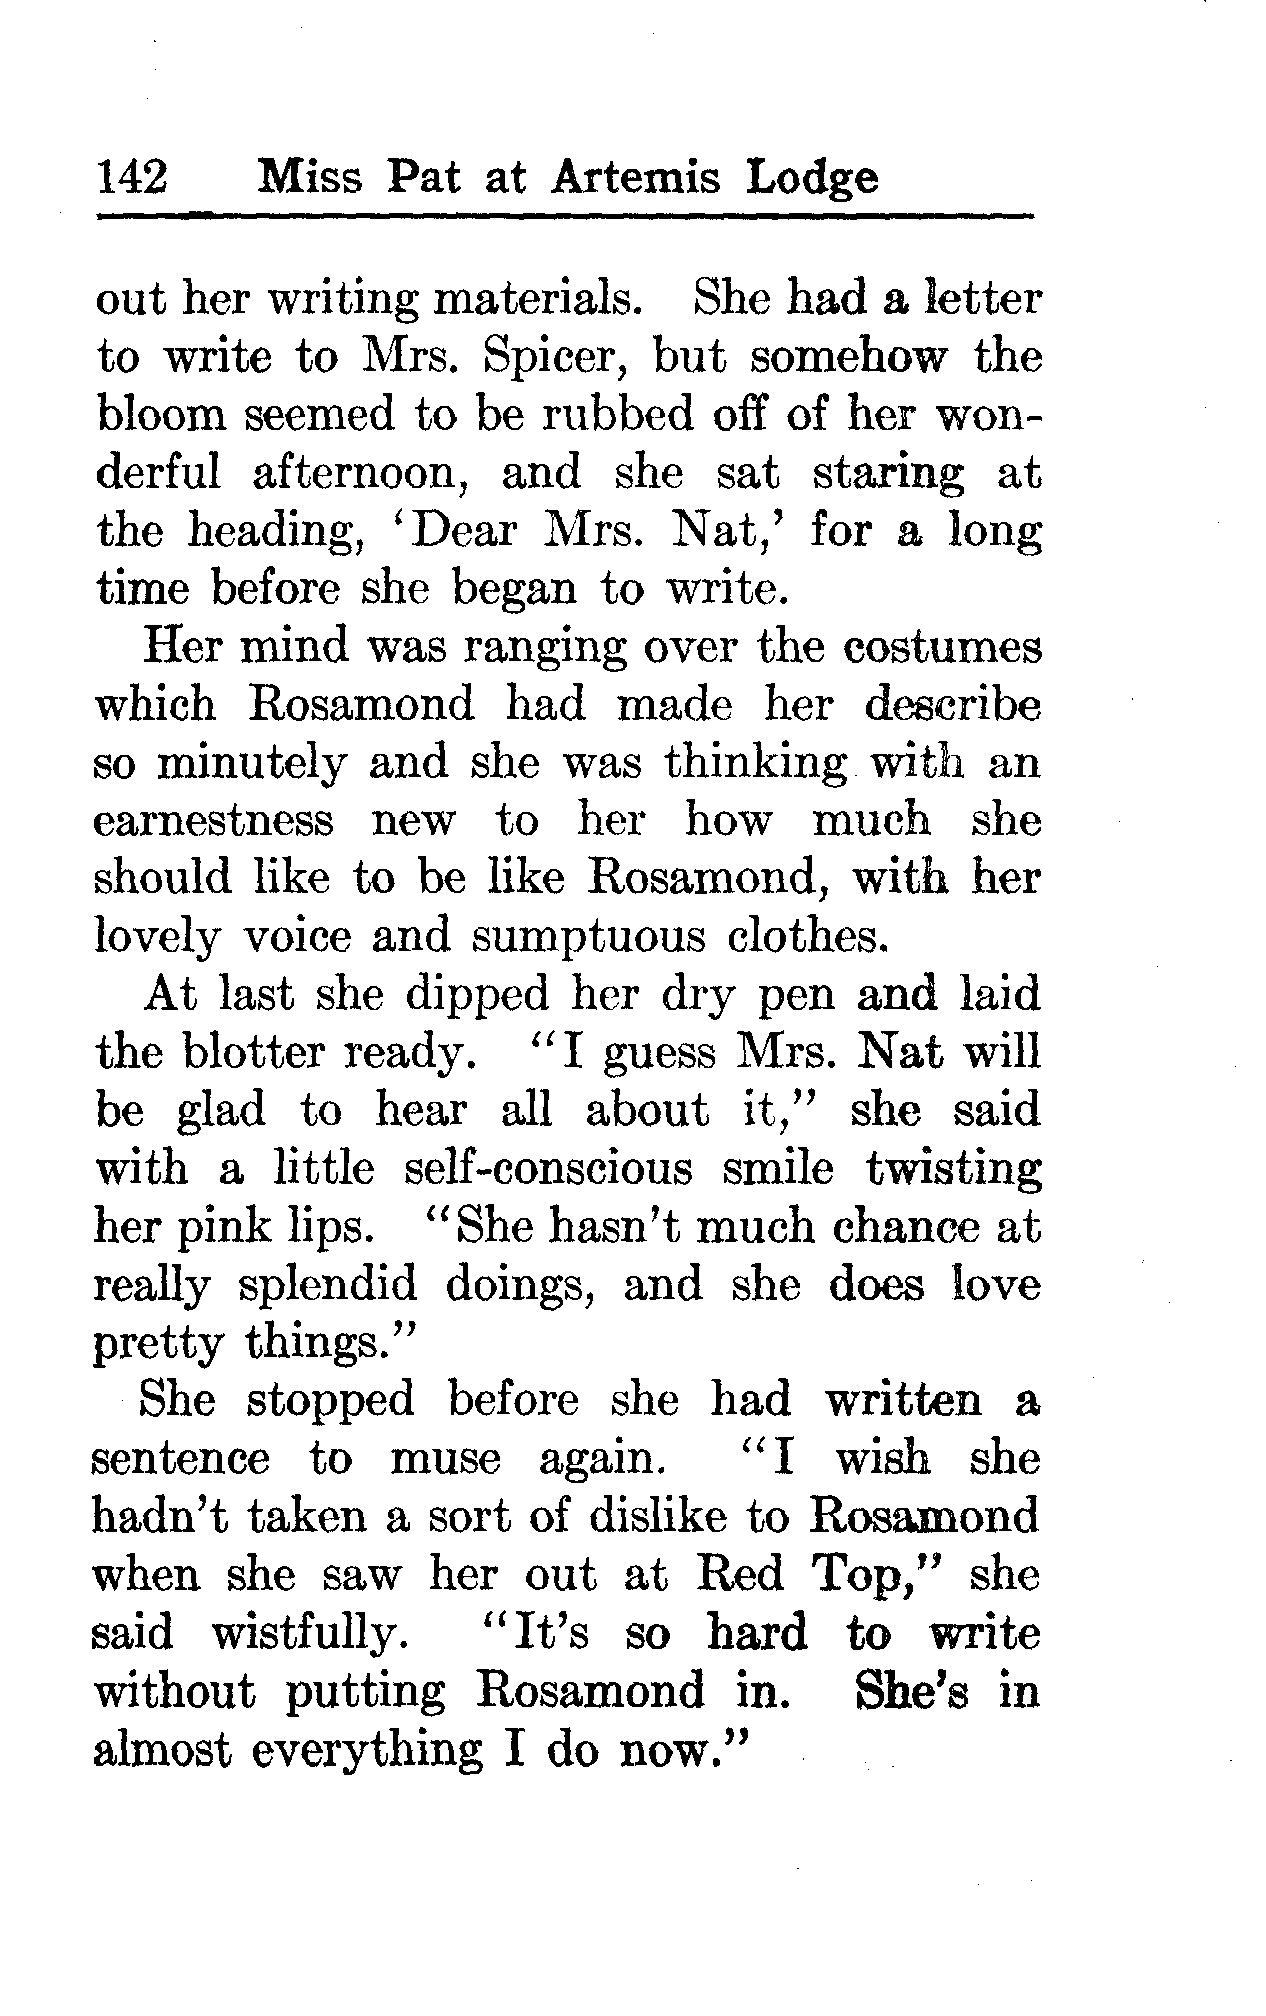 142 Miss Pat at Artemis Lodge
out her writing materials. She had a letter
to write to Mrs. Spicer, but somehow the
bloom seemed to be rubbed off of her won-
derful afternoon, and she sat staring at
the heading, ‘Dear Mrs. Nat,’ for a long
time before she began to write.
Her mind was ranging over the costumes
which Rosamond had made her describe
so minutely and she was thinking with an
earnestness new to her how much she
should like to be like Rosamond, with her
lovely voice and sumptuous clothes.
At last she dipped her dry pen and laid
the blotter ready. “I guess Mrs. Nat will
be glad to hear all about it,” she said
with a little self-conscious smile twisting
her pink lips. “She hasn’t much chance at
really splendid doings, and she does love
pretty things.”
She stopped before she had written a
sentence to muse again. “I wish she
hadn’t taken a sort of dislike to Rosamond
when she saw her out at Red Top,” she
said wistfully. “It’s so hard to write
without putting Rosamond in. She’s in
almost everything I do now.”